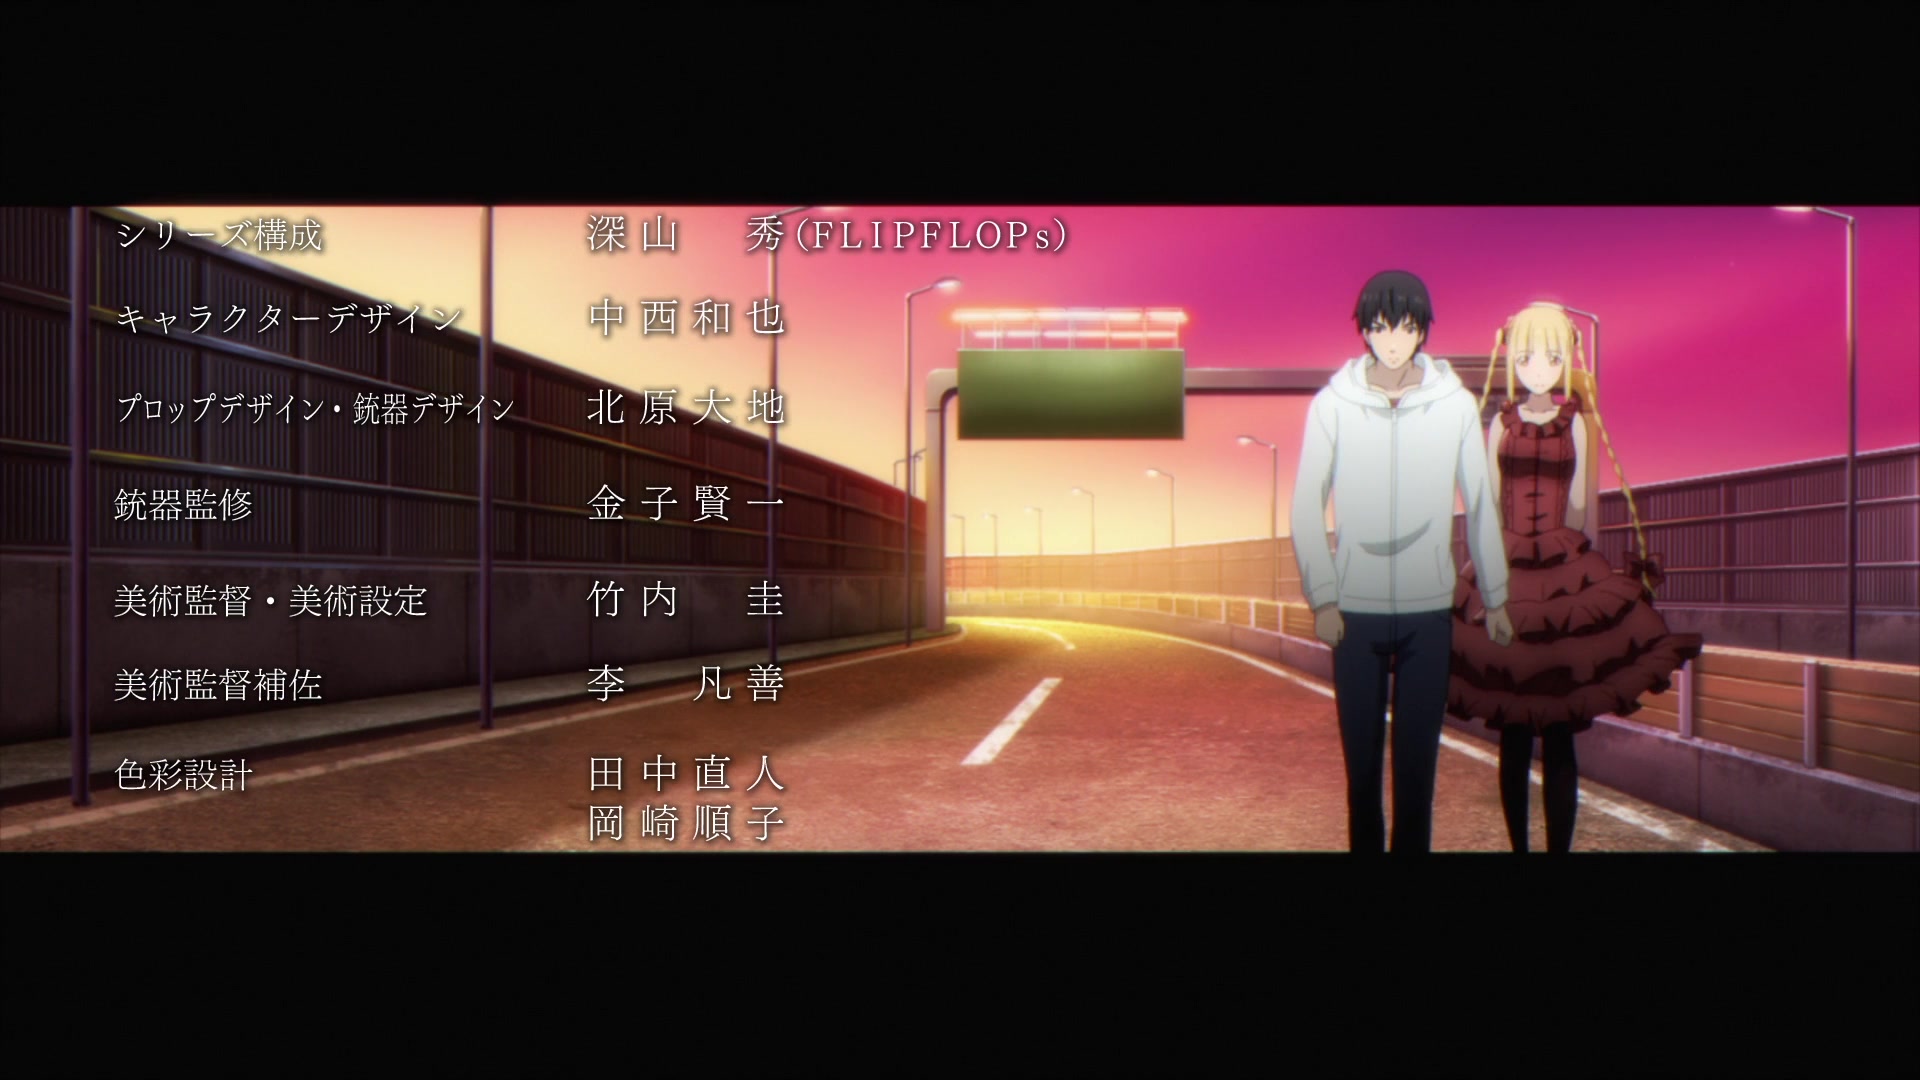 シリーズ構成 深山 秀(FLIPFLOPs)
キャラクターデザイン 中西和也
プロップデザイン・銃器デザイン 北原大地
銃器監修 金子賢一
美術監督・美術設定 竹内 圭
美術監督補佐 李 凡善
色彩設計 田中直人
岡崎順子